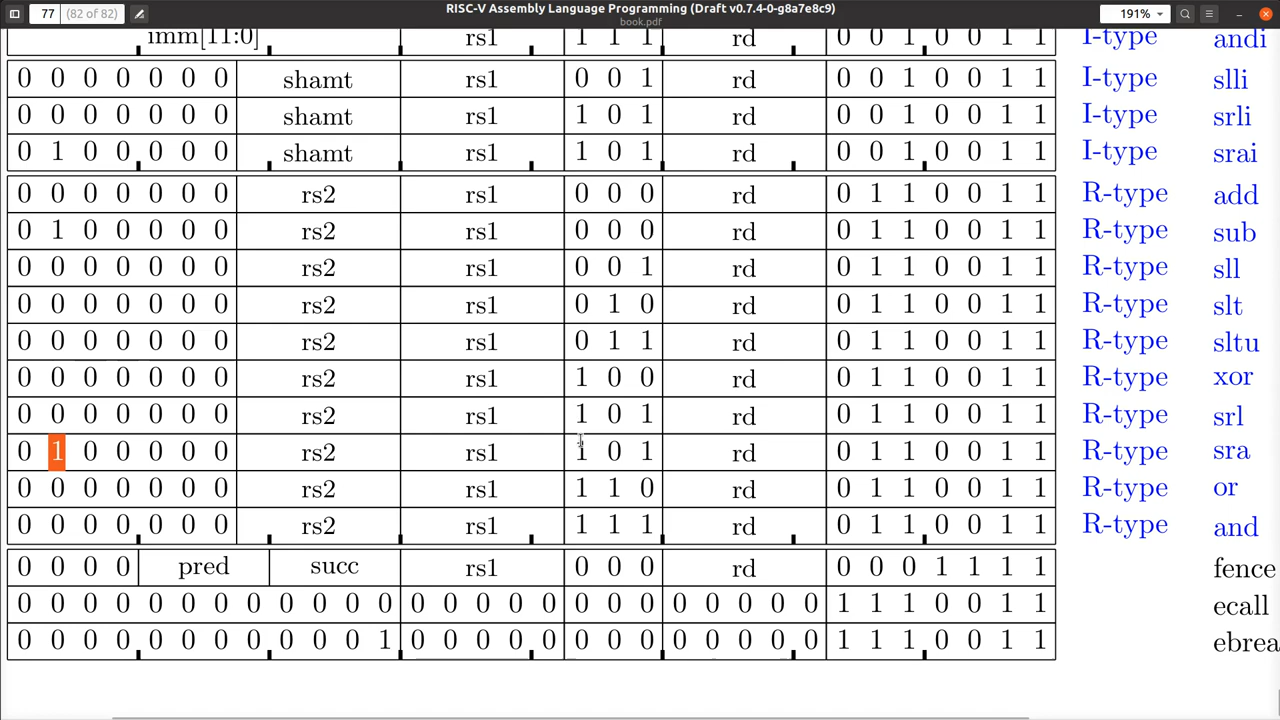 77 (82 of 82) RISC-V Assembly Language Programming (Draft v0.7.4-0-g8a7e8c9) 191%
book.pdf
imm[11:0] rs1 1 1 1 rd 0 0 1 0 0 1 1 I-type andi
0 0 0 0 0 0 0 shamt rs1 0 0 1 rd 0 0 1 0 0 1 1 I-type slli
0 0 0 0 0 0 0 shamt rs1 1 0 1 rd 0 0 1 0 0 1 1 I-type srli
0 1 0 0 0 0 0 shamt rs1 1 0 1 rd 0 0 1 0 0 1 1 I-type srai
0 0 0 0 0 0 0 rs2 rs1 0 0 0 rd 0 1 1 0 0 1 1 R-type add
0 1 0 0 0 0 0 rs2 rs1 0 0 0 rd 0 1 1 0 0 1 1 R-type sub
0 0 0 0 0 0 0 rs2 rs1 0 0 1 rd 0 1 1 0 0 1 1 R-type sll
0 0 0 0 0 0 0 rs2 rs1 0 1 0 rd 0 1 1 0 0 1 1 R-type slt
0 0 0 0 0 0 0 rs2 rs1 0 1 1 rd 0 1 1 0 0 1 1 R-type sltu
0 0 0 0 0 0 0 rs2 rs1 1 0 0 rd 0 1 1 0 0 1 1 R-type xor
0 0 0 0 0 0 0 rs2 rs1 1 0 1 rd 0 1 1 0 0 1 1 R-type srl
0 1 0 0 0 0 0 rs2 rs1 1 0 1 rd 0 1 1 0 0 1 1 R-type sra
0 0 0 0 0 0 0 rs2 rs1 1 1 0 rd 0 1 1 0 0 1 1 R-type or
0 0 0 0 0 0 0 rs2 rs1 1 1 1 rd 0 1 1 0 0 1 1 R-type and
0 0 0 0 pred succ rs1 0 0 0 rd 0 0 0 1 1 1 1 fence
0 0 0 0 0 0 0 0 0 0 0 0 0 0 0 0 0 0 0 0 0 0 0 0 0 1 1 1 0 0 1 1 ecall
0 0 0 0 0 0 0 0 0 0 0 1 0 0 0 0 0 0 0 0 0 0 0 0 0 1 1 1 0 0 1 1 ebrea